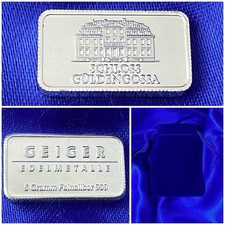 SCHLOSS
GÜLDENGOSSA
GEIGER
EDELMETALLE
5 Gramm Feinsilber 999